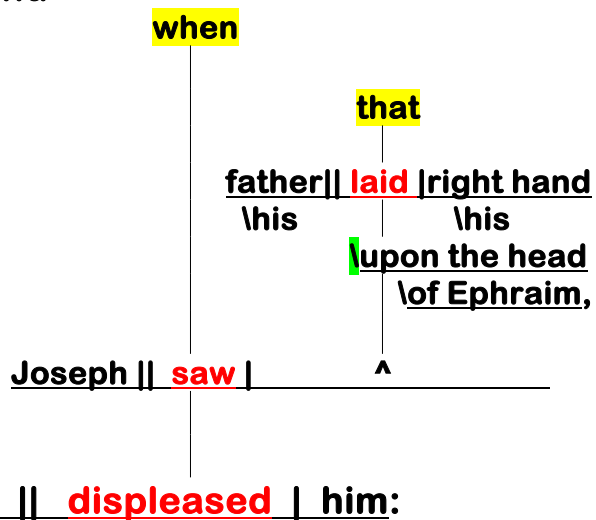 when
that
father|| laid |right hand
\his \his
\upon the head
\of Ephraim,
Joseph || saw | ^
|| displeased | him: